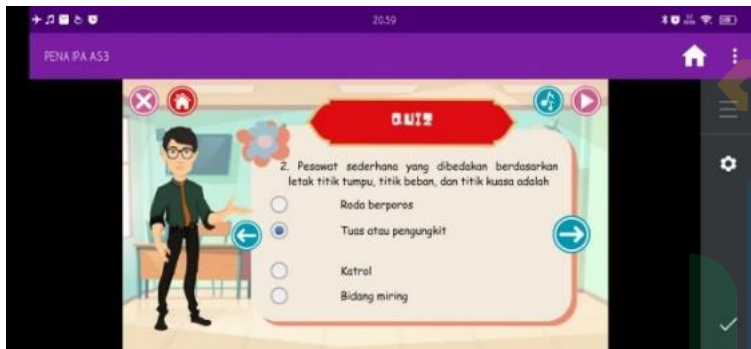 20.59
PENA IPA AS3
QUIZ
2. Pesawat sederhana yang dibedakan berdasarkan
letak titik tumpu, titik beban, dan titik kuasa adalah
Roda berporos
Tuas atau pengungkit
Katrol
Bidang miring